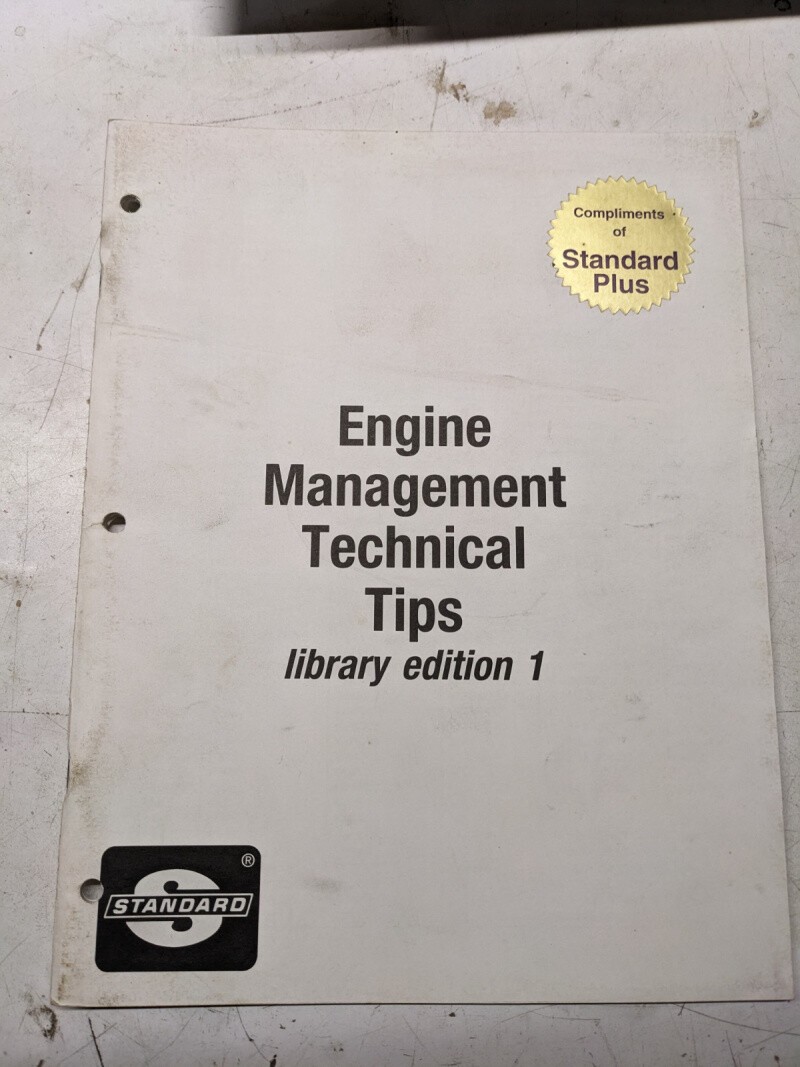 Compliments
of
Standard
Plus
Engine
Management
Technical
Tips
library edition 1
®
S
STANDARD